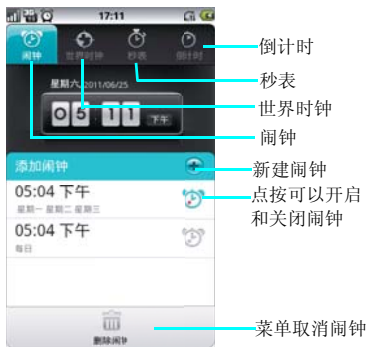 17:11
闹钟 世界时钟 秒表 倒计时
星期六,2011/06/25
05 11 下午
添加闹钟
05:04 下午
星期一 星期二 星期三
05:04 下午
每日
删除闹钟
倒计时
秒表
世界时钟
闹钟
新建闹钟
点按可以开启
和关闭闹钟
菜单取消闹钟